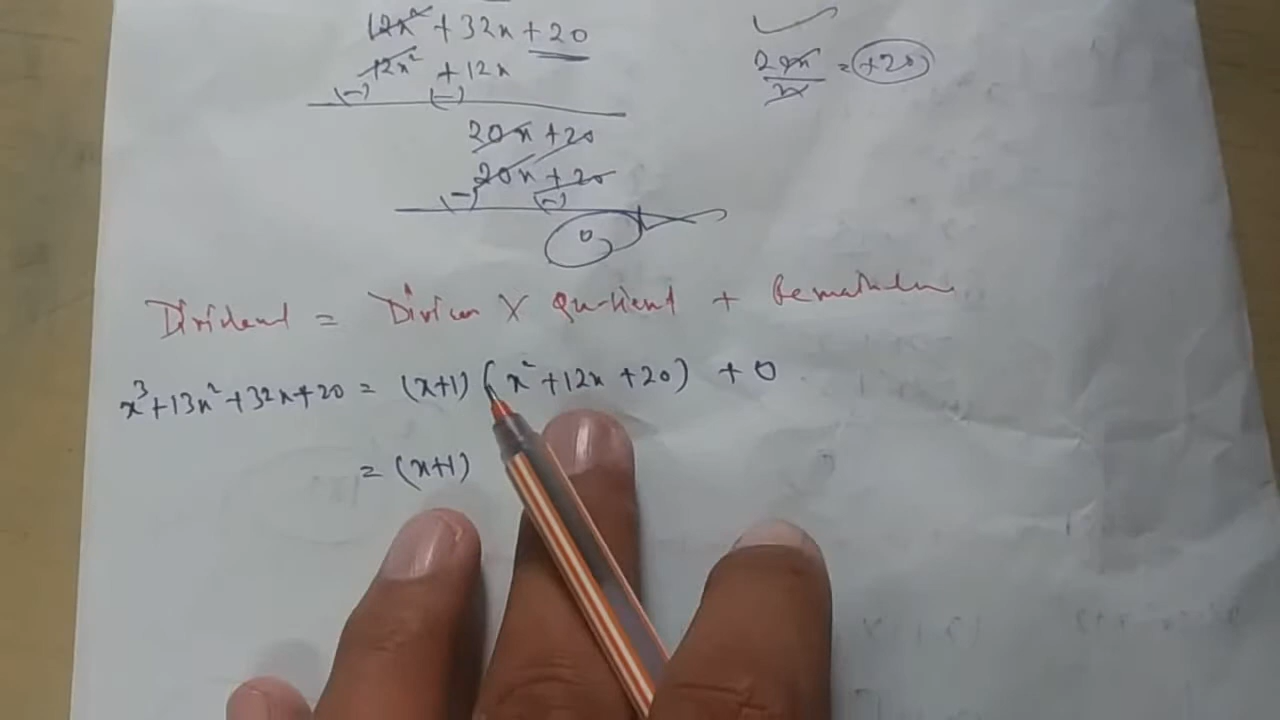 12x² + 32x + 20
12x² + 12x
(-) (-)
20x/x = +20
20x + 20
20x + 20
(-) (-)
0
Dividend = Divisor × Quotient + Remainder
x³+13x²+32x+20 = (x+1) (x²+12x+20) + 0
= (x+1)